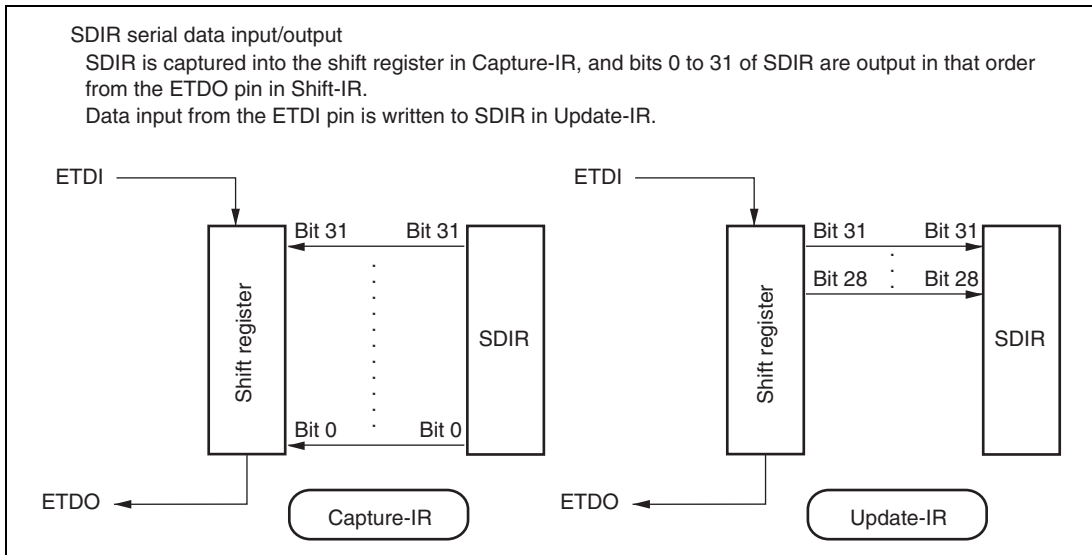 SDIR serial data input/output
SDIR is captured into the shift register in Capture-IR, and bits 0 to 31 of SDIR are output in that order
from the ETDO pin in Shift-IR.
Data input from the ETDI pin is written to SDIR in Update-IR.
ETDI
Shift register
Bit 31
Bit 31
Bit 0
Bit 0
SDIR
ETDO
Capture-IR
ETDI
Shift register
Bit 31
Bit 31
Bit 28
Bit 28
SDIR
ETDO
Update-IR